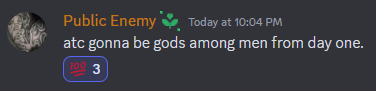 Public Enemy Today at 10:04 PM
atc gonna be gods among men from day one.
💯 3